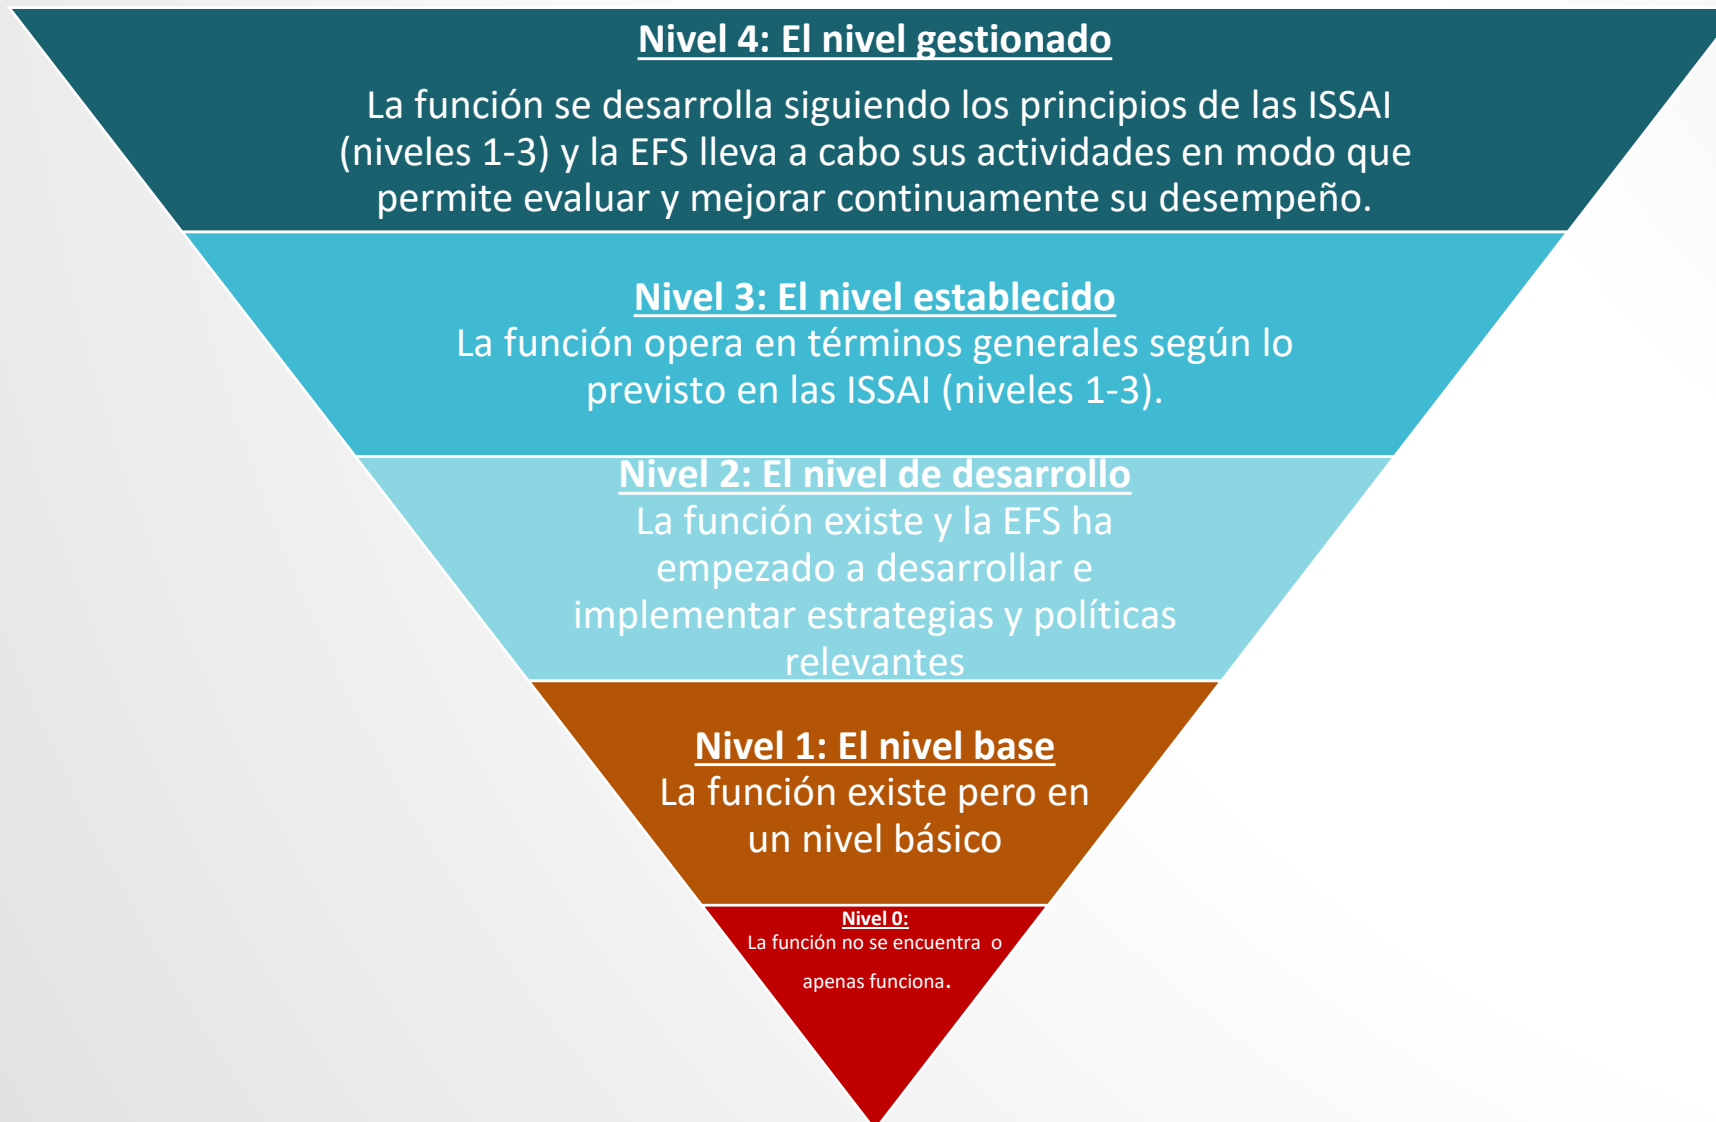 Nivel 4: El nivel gestionado
La función se desarrolla siguiendo los principios de las ISSAI
(niveles 1-3) y la EFS lleva a cabo sus actividades en modo que
permite evaluar y mejorar continuamente su desempeño.
Nivel 3: El nivel establecido
La función opera en términos generales según lo
previsto en las ISSAI (niveles 1-3).
Nivel 2: El nivel de desarrollo
La función existe y la EFS ha
empezado a desarrollar e
implementar estrategias y políticas
relevantes
Nivel 1: El nivel base
La función existe pero en
un nivel básico
Nivel 0:
La función no se encuentra o
apenas funciona.